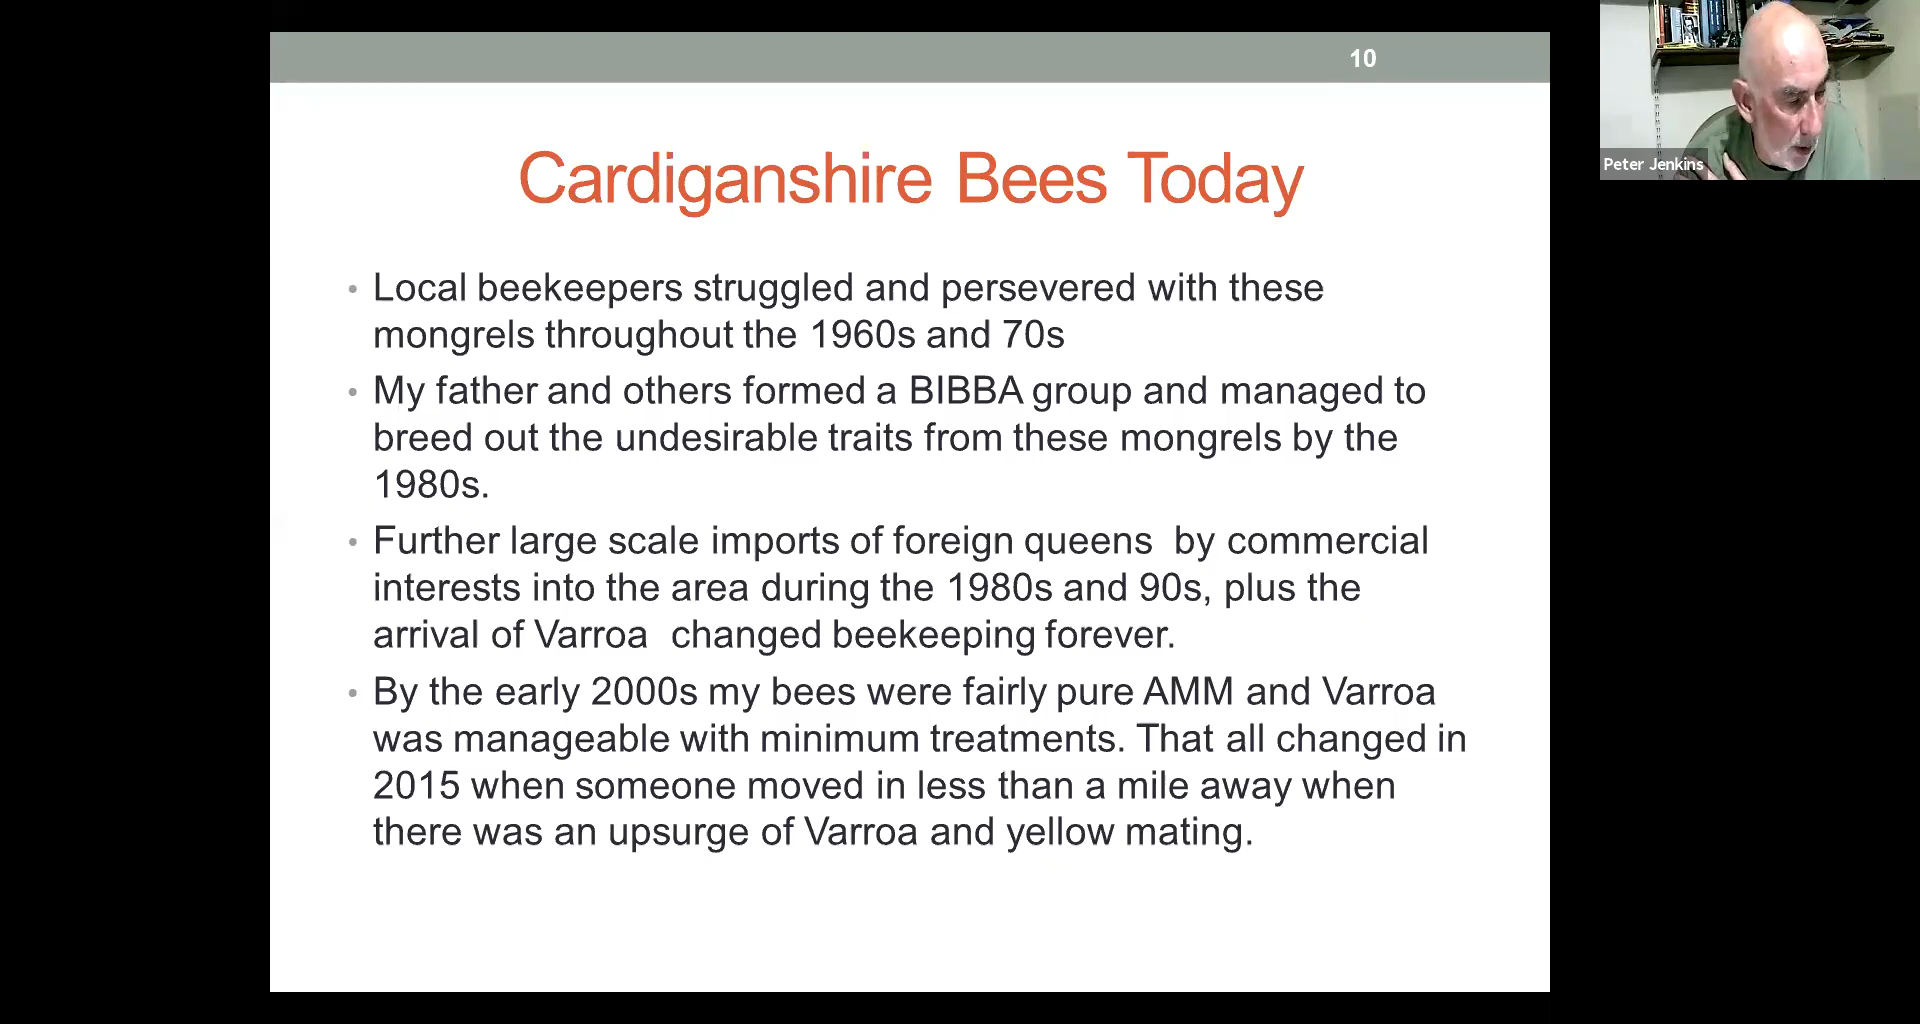 10
Cardiganshire Bees Today
• Local beekeepers struggled and persevered with these
mongrels throughout the 1960s and 70s
• My father and others formed a BIBBA group and managed to
breed out the undesirable traits from these mongrels by the
1980s.
• Further large scale imports of foreign queens  by commercial
interests into the area during the 1980s and 90s, plus the
arrival of Varroa  changed beekeeping forever.
• By the early 2000s my bees were fairly pure AMM and Varroa
was manageable with minimum treatments. That all changed in
2015 when someone moved in less than a mile away when
there was an upsurge of Varroa and yellow mating.
Peter Jenkins